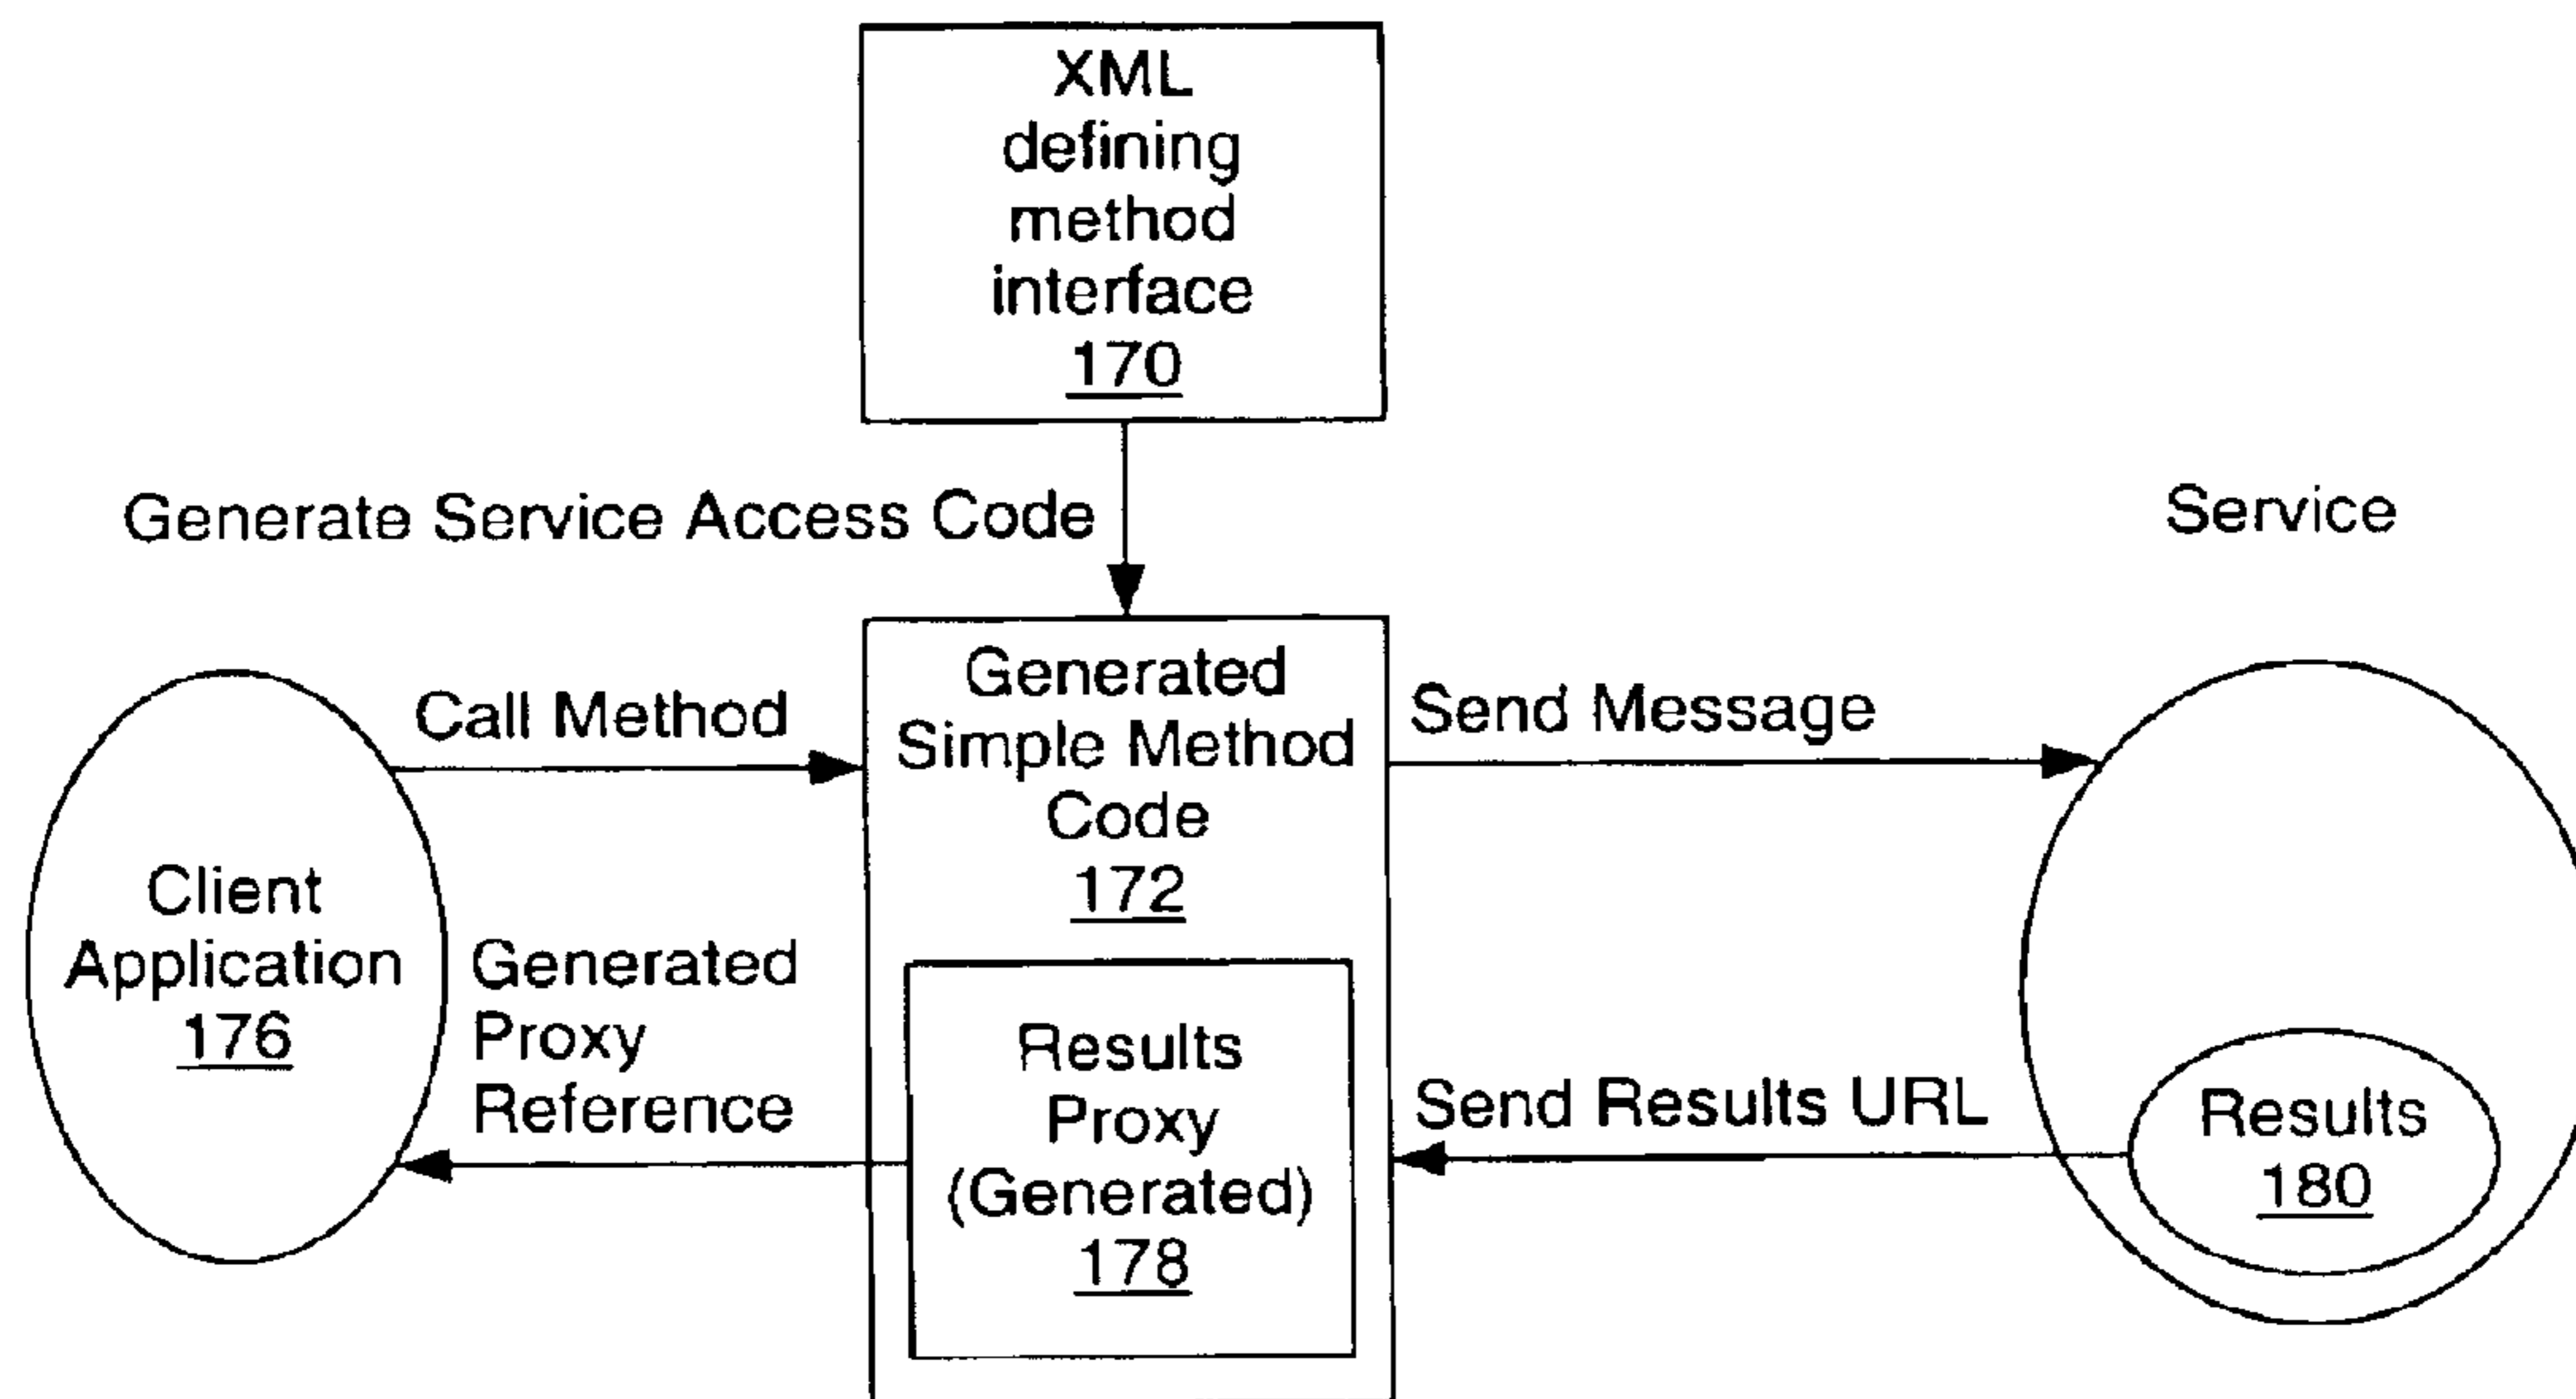 XML
defining
method
interface
170
Generate Service Access Code
Service
Call Method
Generated
Simple Method
Code
172
Send Message
Client
Application
176
Generated
Proxy
Reference
Results
Proxy
(Generated)
178
Send Results URL
Results
180